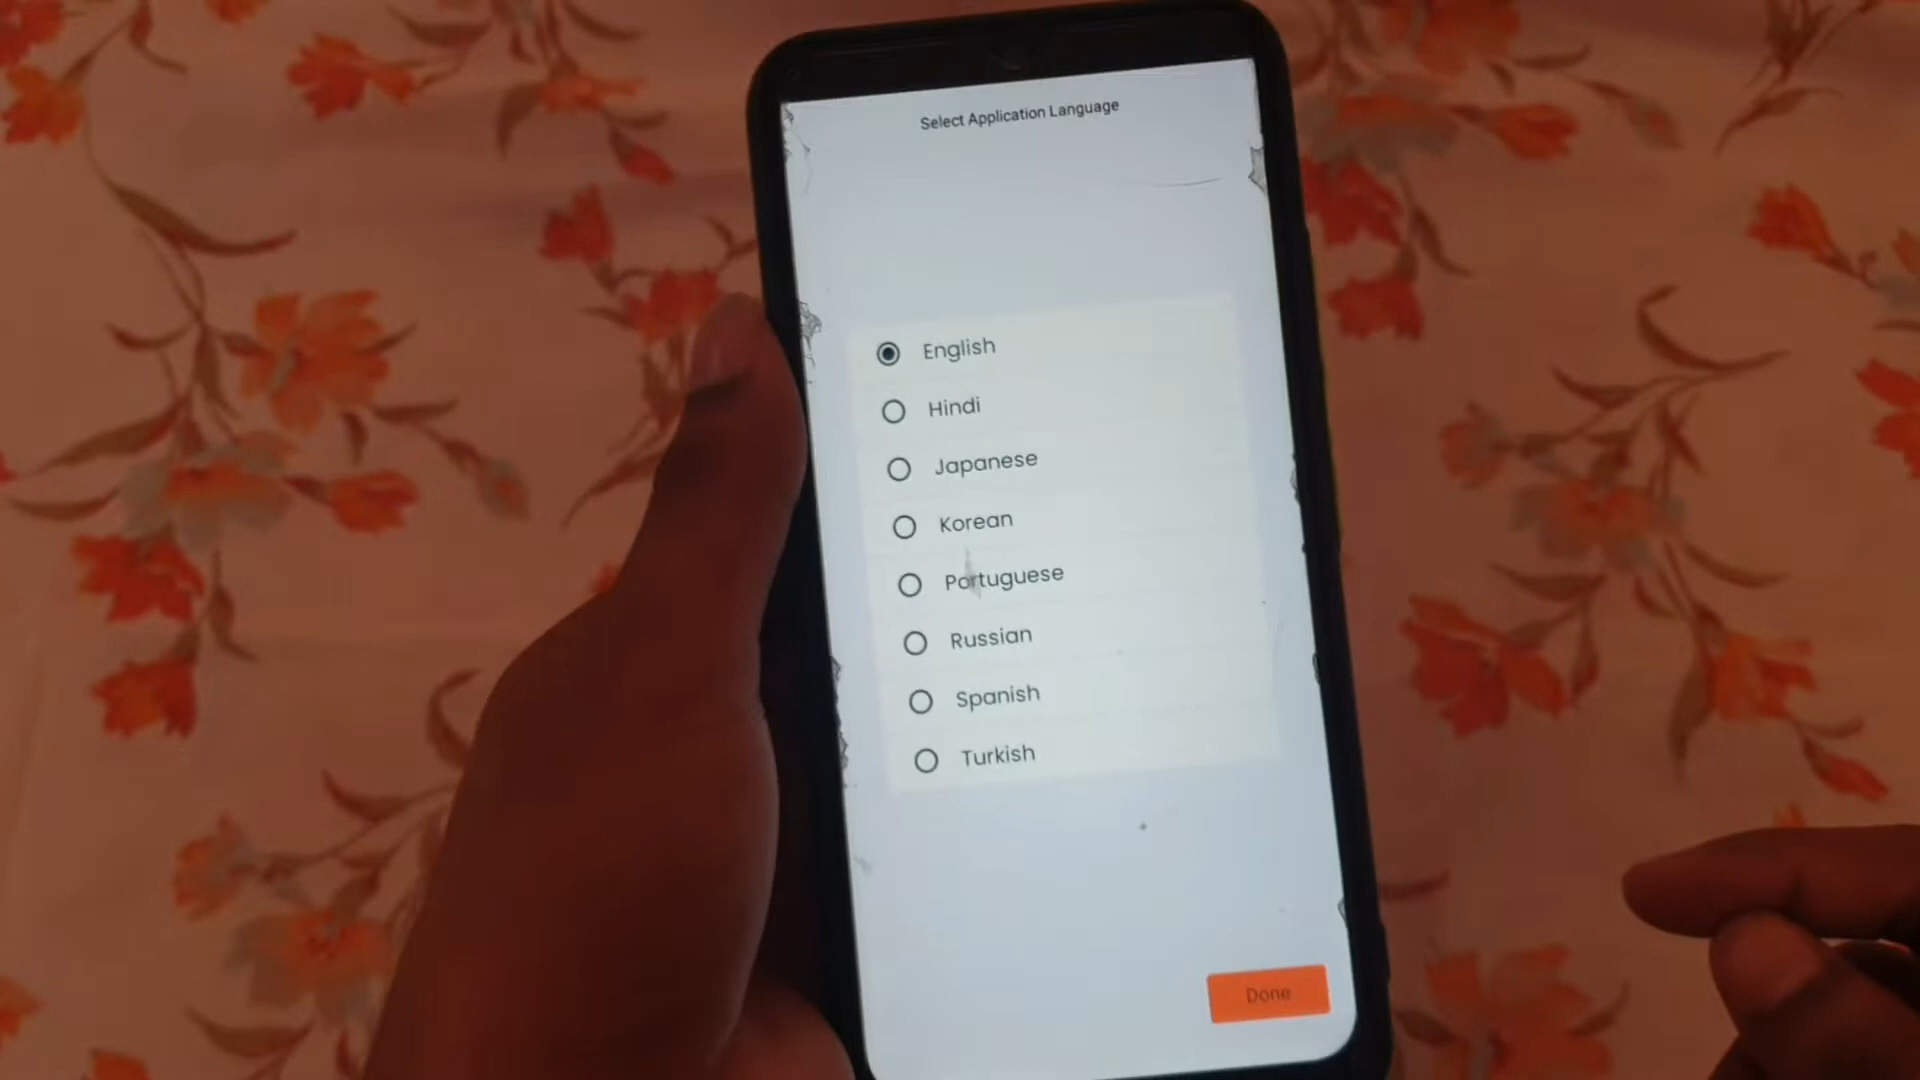 Select Application Language
English
Hindi
Japanese
Korean
Portuguese
Russian
Spanish
Turkish
Done